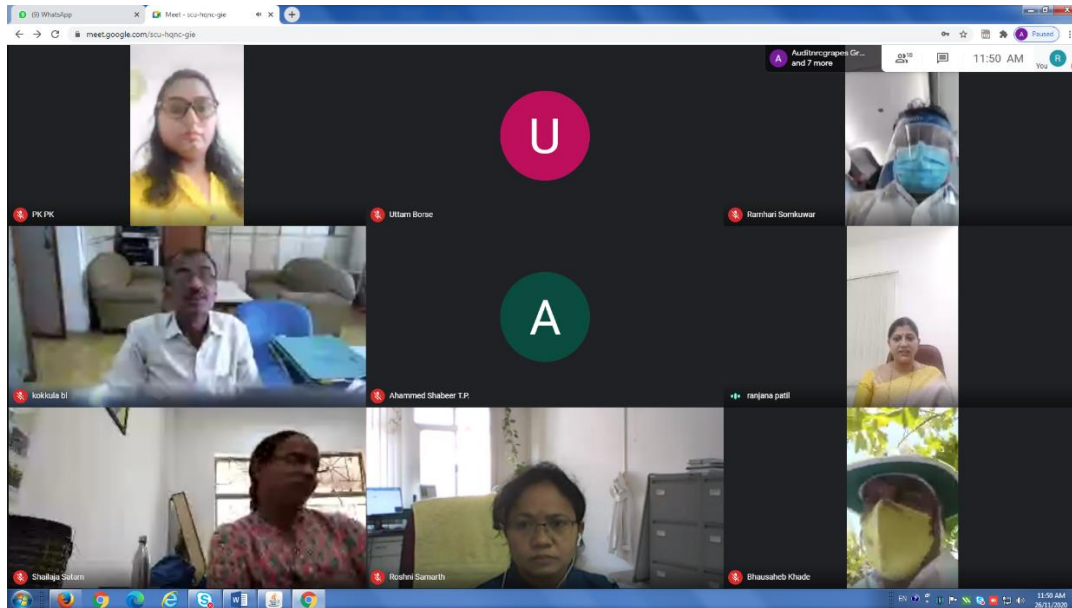 (9) WhatsApp
Meet - scu-hqnc-gie
meet.google.com/scu-hqnc-gie
A
Paused
A
Auditnrcgrapes Gr...
and 7 more
16
11:50 AM
You
R
PK PK
U
Uttam Borse
Ramhari Somkuwar
kokkula bl
A
Ahammed Shabeer T.P.
ranjana patil
Shailaja Satam
Roshni Samarth
Bhausaheb Khade
EN
11:50 AM
26/11/2020